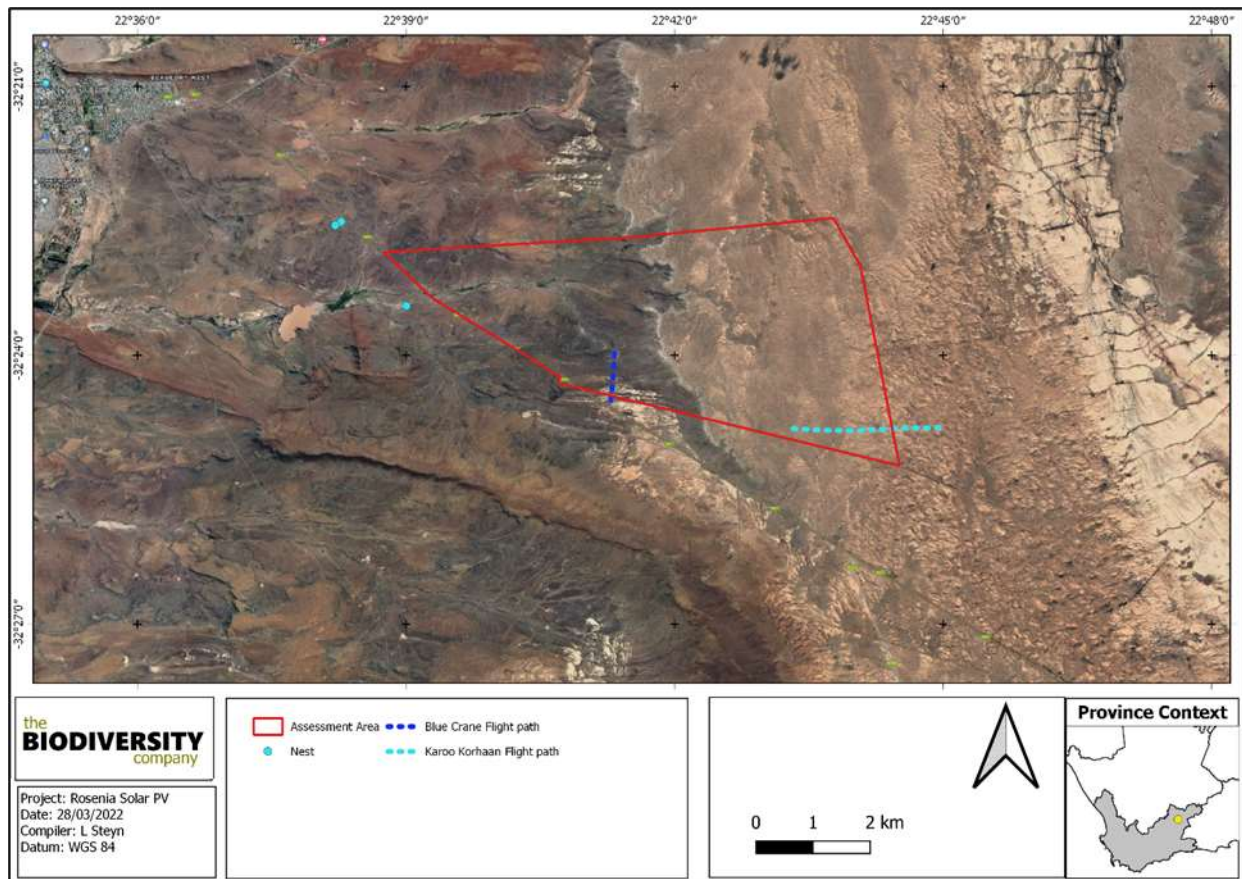 22°36'0"
22°39'0"
22°42'0"
22°45'0"
22°48'0"
-32°21'0"
-32°24'0"
-32°27'0"
BEAUFORT WEST
the
BIODIVERSITY
company
Project: Rosenia Solar PV
Date: 28/03/2022
Compiler: L Steyn
Datum: WGS 84
Assessment Area
Blue Crane Flight path
Nest
Karoo Korhaan Flight path
0 1 2 km
Province Context